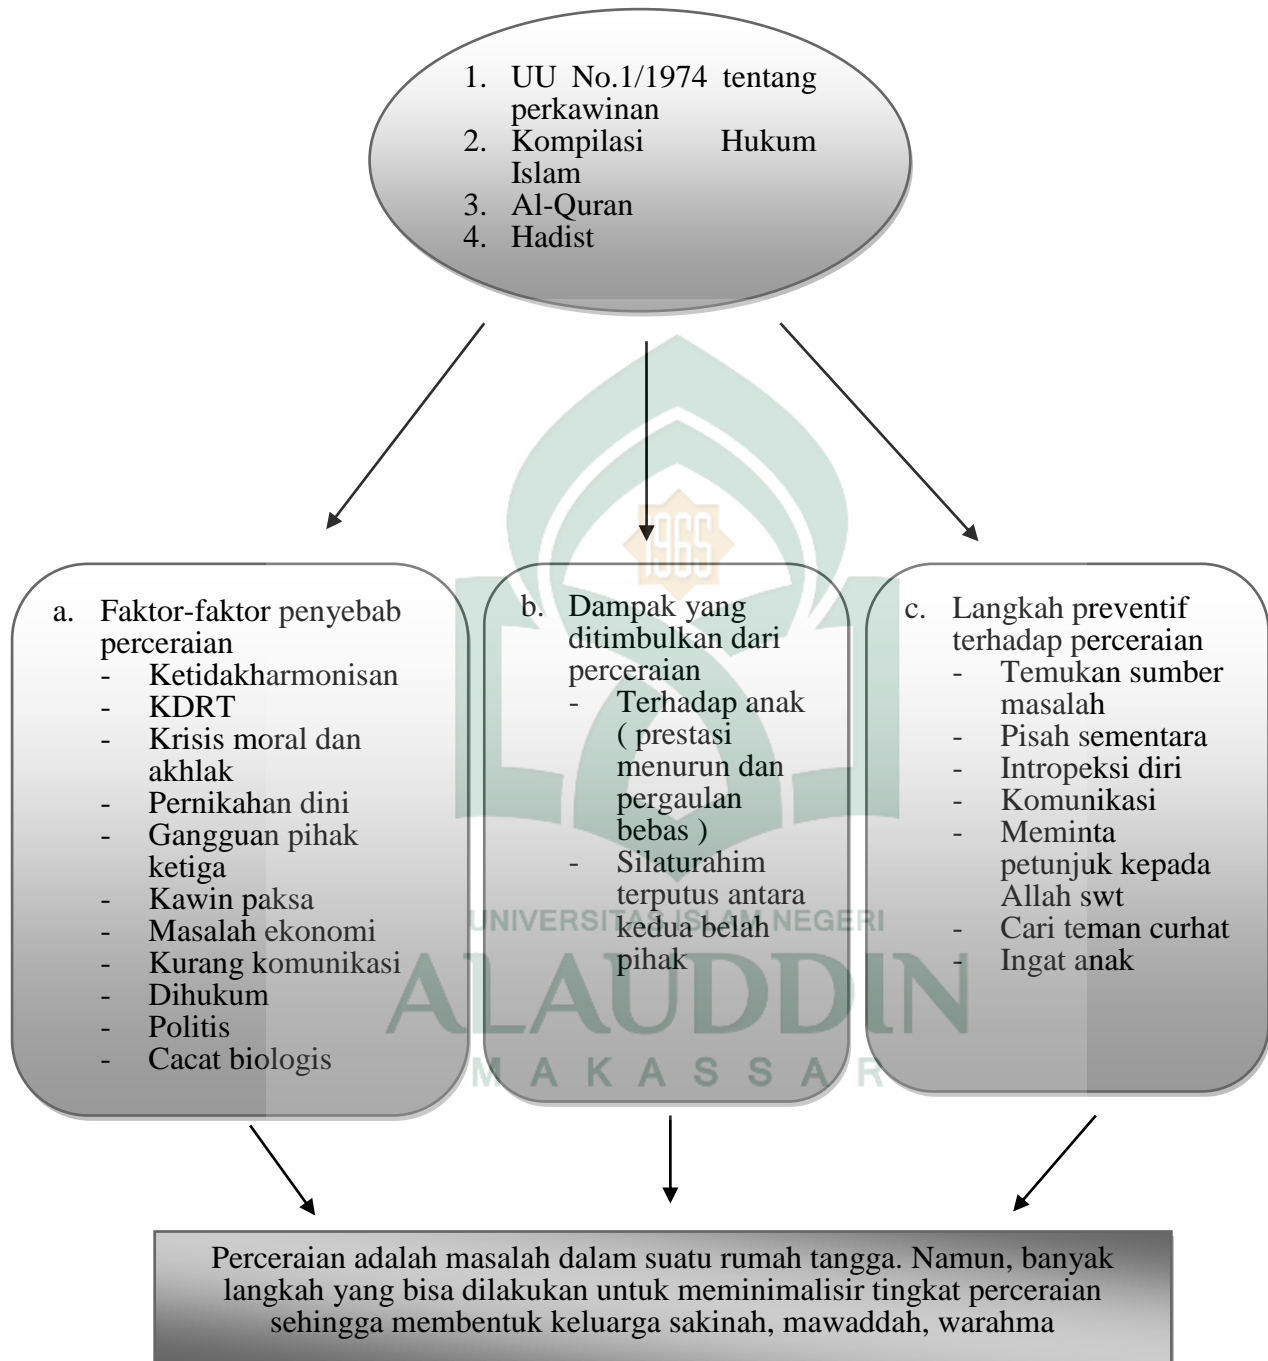 1. UU No.1/1974 tentang
perkawinan
2. Kompilasi Hukum
Islam
3. Al-Quran
4. Hadist
1965
a. Faktor-faktor penyebab
perceraian
- Ketidakharmonisan
- KDRT
- Krisis moral dan
akhlak
- Pernikahan dini
- Gangguan pihak
ketiga
- Kawin paksa
- Masalah ekonomi
- Kurang komunikasi
- Dihukum
- Politis
- Cacat biologis
b. Dampak yang
ditimbulkan dari
perceraian
- Terhadap anak
( prestasi
menurun dan
pergaulan
bebas )
- Silaturahim
terputus antara
kedua belah
pihak
c. Langkah preventif
terhadap perceraian
- Temukan sumber
masalah
- Pisah sementara
- Intropeksi diri
- Komunikasi
- Meminta
petunjuk kepada
Allah swt
- Cari teman curhat
- Ingat anak
UNIVERSITAS ISLAM NEGERI
ALAUDDIN
MAKASSAR
Perceraian adalah masalah dalam suatu rumah tangga. Namun, banyak
langkah yang bisa dilakukan untuk meminimalisir tingkat perceraian
sehingga membentuk keluarga sakinah, mawaddah, warahma